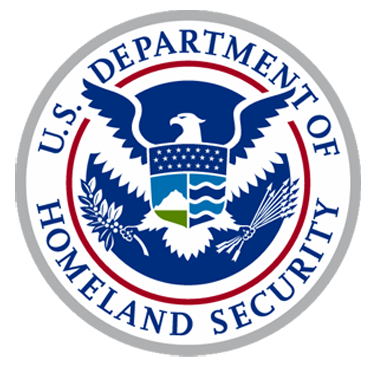 U.S. DEPARTMENT OF
HOMELAND SECURITY